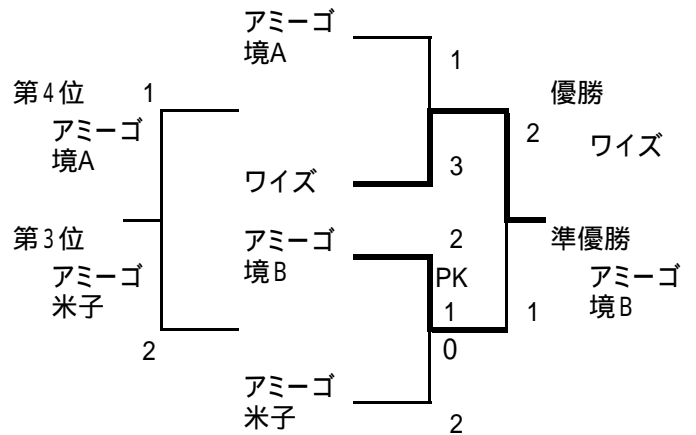 アミーゴ
境A
1
第4位 1
優勝
アミーゴ
境A
2
ワイズ
ワイズ
3
第3位
アミーゴ
境B
2
準優勝
アミーゴ
米子
PK
アミーゴ
境B
1
1
2
0
アミーゴ
米子
2